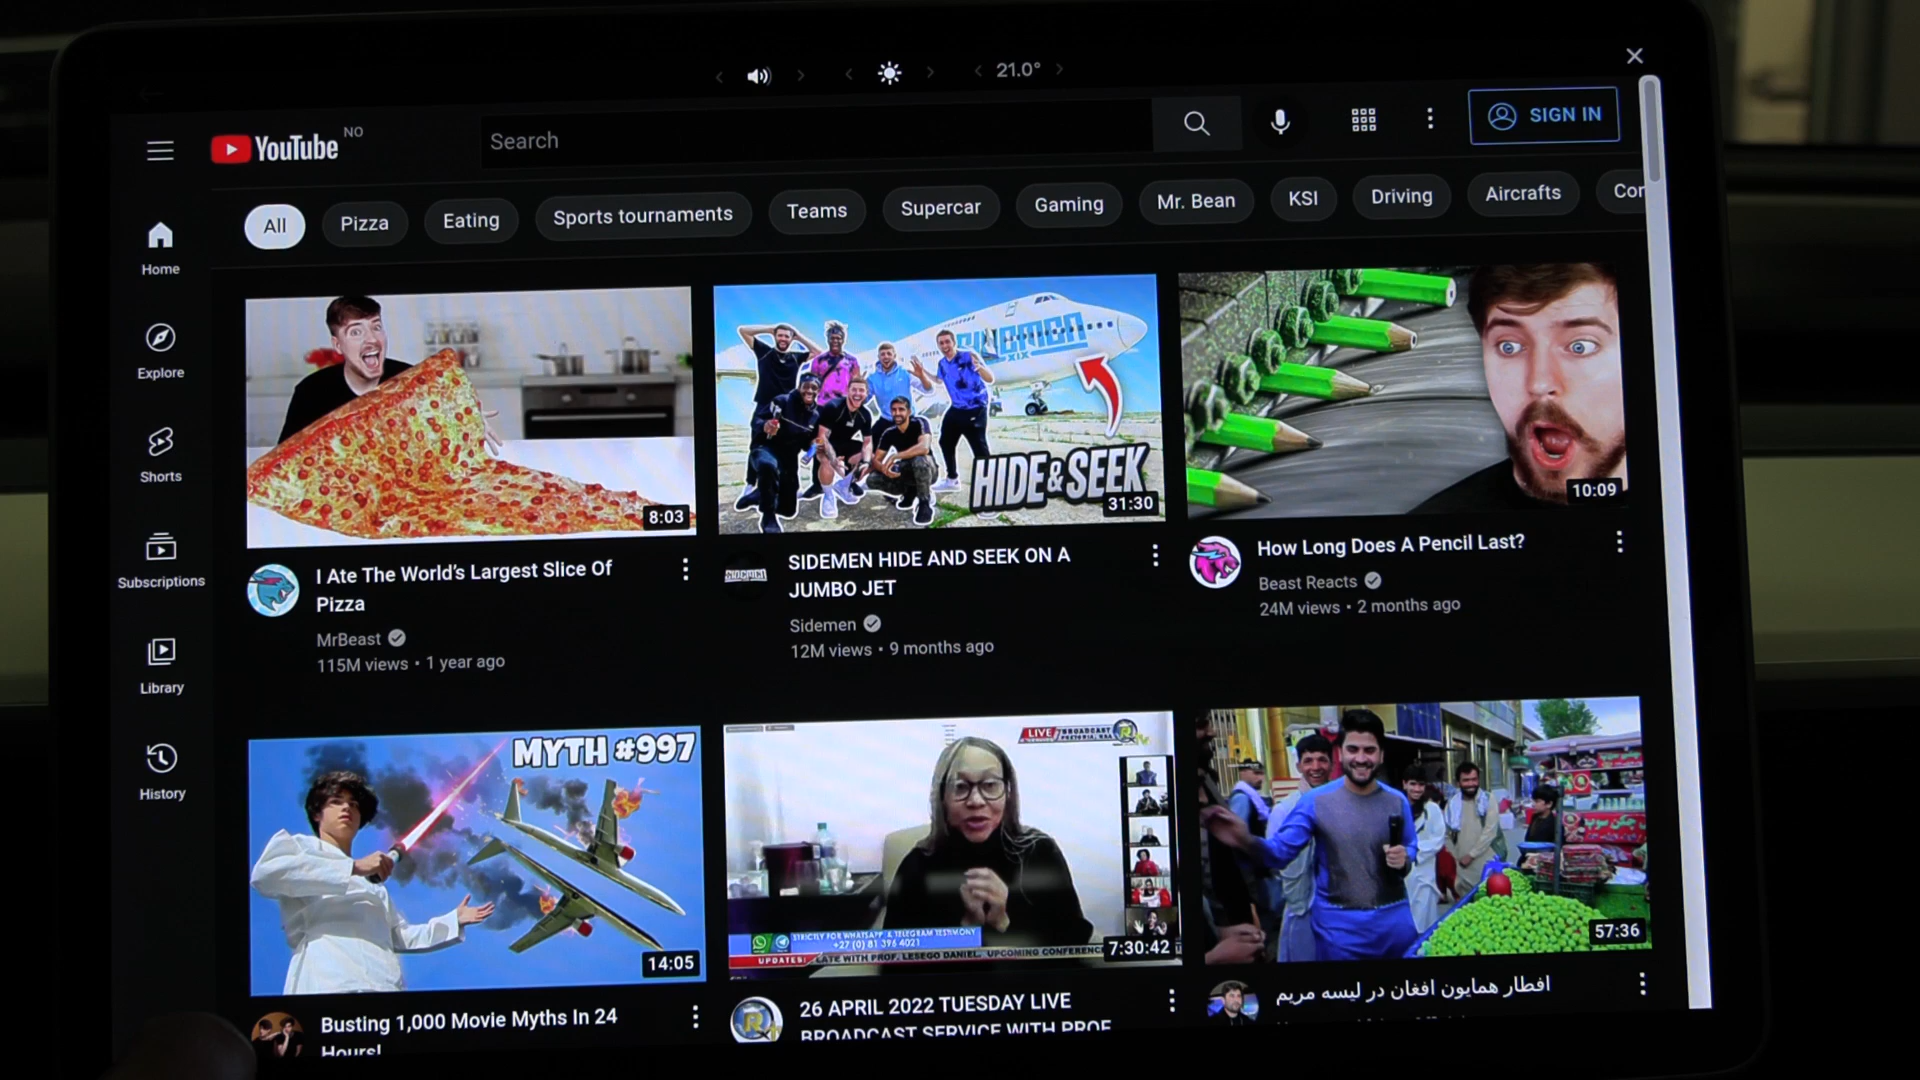 21.0°
YouTube NO
Search
SIGN IN
All
Pizza
Eating
Sports tournaments
Teams
Supercar
Gaming
Mr. Bean
KSI
Driving
Aircrafts
Home
Explore
Shorts
Subscriptions
Library
History
8:03
SIDEMEN
XIX
HIDE & SEEK
31:30
10:09
I Ate The World's Largest Slice Of
Pizza
MrBeast
115M views • 1 year ago
SIDEMEN
SIDEMEN HIDE AND SEEK ON A
JUMBO JET
Sidemen
12M views • 9 months ago
How Long Does A Pencil Last?
Beast Reacts
24M views • 2 months ago
MYTH #997
14:05
LIVE BROADCAST
STRICTLY FOR WHATSAPP & TELEGRAM TESTIMONY
+27 (0) 81 396 4021
UPDATES: LATE WITH PROF. LESEGO DANIEL. UPCOMING CONFERENCE
7:30:42
57:36
Busting 1,000 Movie Myths In 24
Hours!
26 APRIL 2022 TUESDAY LIVE
BROADCAST SERVICE WITH PROF
افطار همایون افغان در لیسه مریم